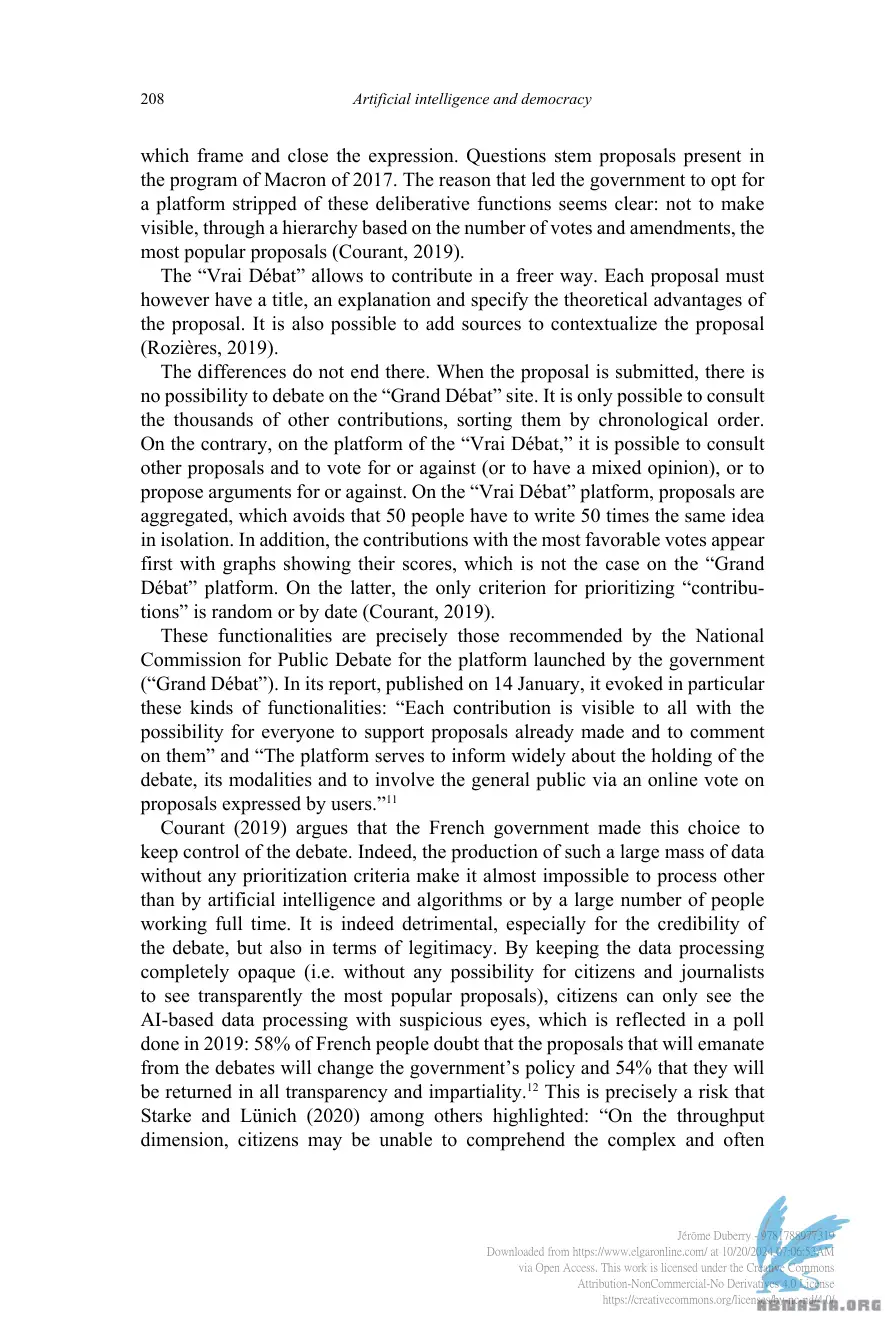 208
Artificial intelligence and democracy
which frame and close the expression. Questions stem proposals present in
the program of Macron of 2017. The reason that led the government to opt for
a platform stripped of these deliberative functions seems clear: not to make
visible, through a hierarchy based on the number of votes and amendments, the
most popular proposals (Courant, 2019).
The “Vrai Débat” allows to contribute in a freer way. Each proposal must
however have a title, an explanation and specify the theoretical advantages of
the proposal. It is also possible to add sources to contextualize the proposal
(Rozières, 2019).
The differences do not end there. When the proposal is submitted, there is
no possibility to debate on the “Grand Débat” site. It is only possible to consult
the thousands of other contributions, sorting them by chronological order.
On the contrary, on the platform of the “Vrai Débat,” it is possible to consult
other proposals and to vote for or against (or to have a mixed opinion), or to
propose arguments for or against. On the “Vrai Débat” platform, proposals are
aggregated, which avoids that 50 people have to write 50 times the same idea
in isolation. In addition, the contributions with the most favorable votes appear
first with graphs showing their scores, which is not the case on the “Grand
Débat” platform. On the latter, the only criterion for prioritizing “contribu-
tions” is random or by date (Courant, 2019).
These functionalities are precisely those recommended by the National
Commission for Public Debate for the platform launched by the government
(“Grand Débat”). In its report, published on 14 January, it evoked in particular
these kinds of functionalities: “Each contribution is visible to all with the
possibility for everyone to support proposals already made and to comment
on them” and “The platform serves to inform widely about the holding of the
debate, its modalities and to involve the general public via an online vote on
proposals expressed by users.”11
Courant (2019) argues that the French government made this choice to
keep control of the debate. Indeed, the production of such a large mass of data
without any prioritization criteria make it almost impossible to process other
than by artificial intelligence and algorithms or by a large number of people
working full time. It is indeed detrimental, especially for the credibility of
the debate, but also in terms of legitimacy. By keeping the data processing
completely opaque (i.e. without any possibility for citizens and journalists
to see transparently the most popular proposals), citizens can only see the
AI-based data processing with suspicious eyes, which is reflected in a poll
done in 2019: 58% of French people doubt that the proposals that will emanate
from the debates will change the government’s policy and 54% that they will
be returned in all transparency and impartiality.12 This is precisely a risk that
Starke and Lünich (2020) among others highlighted: “On the throughput
dimension, citizens may be unable to comprehend the complex and often
Jérôme Duberry - 9781788977319
Downloaded from https://www.elgaronline.com/ at 10/20/2024 07:06:53AM
via Open Access. This work is licensed under the Creative Commons
Attribution-NonCommercial-No Derivatives 4.0 License
https://creativecommons.org/licenses/by-nc-nd/4.0/
ABTMASIA.ORG